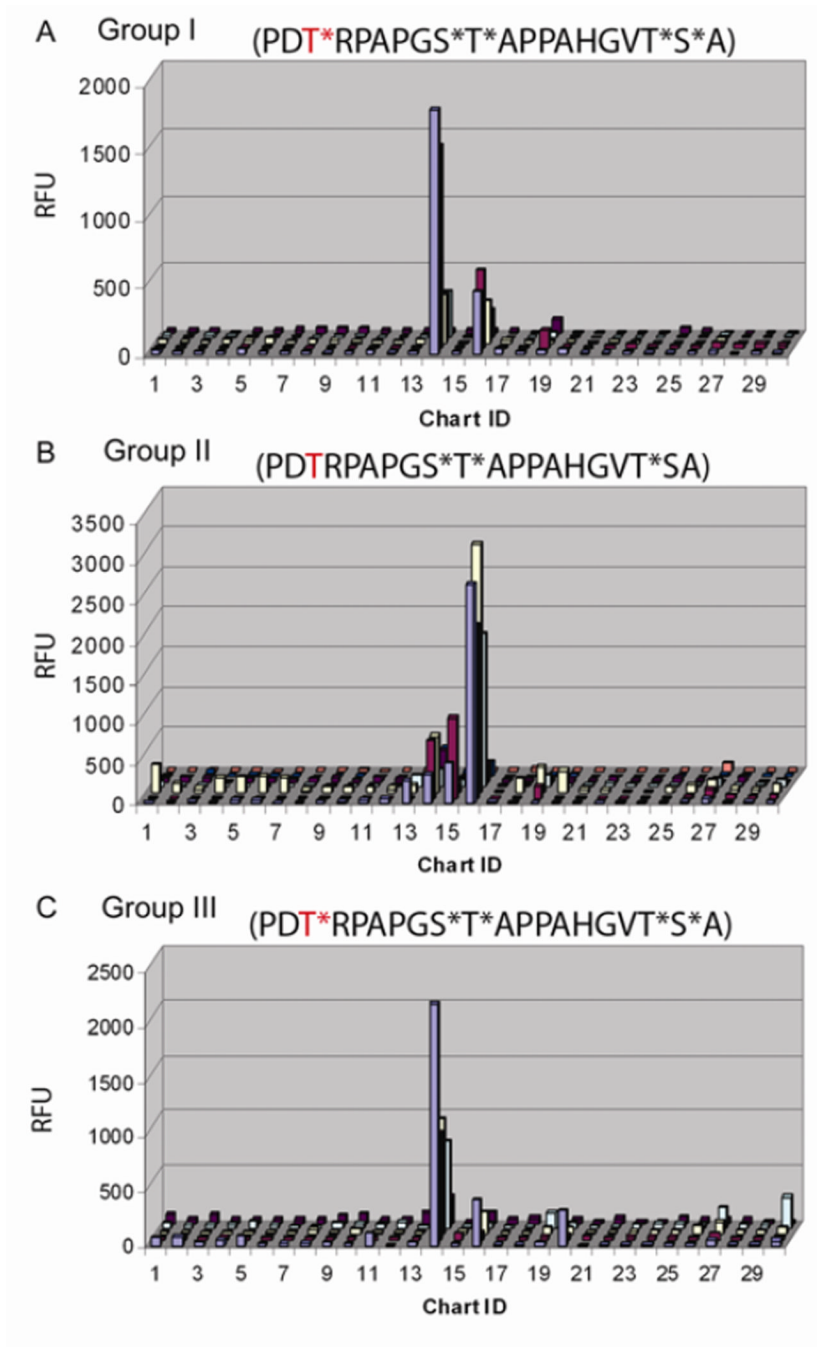 A Group I (PDT*RPAPGS*T*APPAHGVT*S*A)
2000
1500
1000
500
0
RFU
1 3 5 7 9 11 13 15 17 19 21 23 25 27 29
Chart ID
B Group II (PDTRPAPGS*T*APPAHGVT*SA)
3500
3000
2500
2000
1500
1000
500
0
RFU
1 3 5 7 9 11 13 15 17 19 21 23 25 27 29
Chart ID
C Group III (PDT*RPAPGS*T*APPAHGVT*S*A)
2500
2000
1500
1000
500
0
RFU
1 3 5 7 9 11 13 15 17 19 21 23 25 27 29
Chart ID